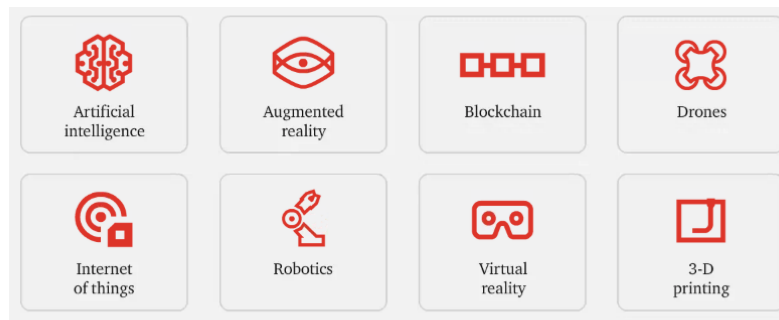 Artificial
intelligence
Augmented
reality
Blockchain
Drones
Internet
of things
Robotics
Virtual
reality
3-D
printing